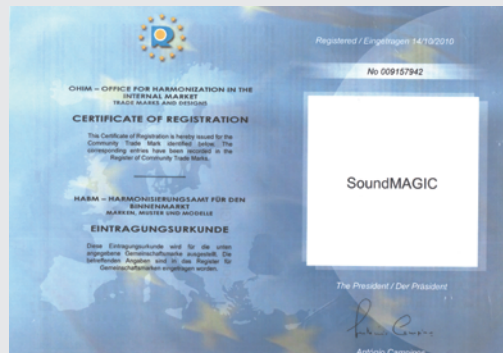 OHIM – OFFICE FOR HARMONIZATION IN THE
INTERNAL MARKET
TRADE MARKS AND DESIGNS
CERTIFICATE OF REGISTRATION
This Certificate of Registration is hereby issued for the
Community Trade Mark identified below. The
corresponding entries have been recorded in the
Register of Community Trade Marks.
HABM – HARMONISIERUNGSAMT FÜR DEN
BINNENMARKT
MARKEN, MUSTER UND MODELLE
EINTRAGUNGSURKUNDE
Diese Eintragungsurkunde wird für die unten
angegebene Gemeinschaftsmarke ausgestellt. Die
betreffenden Angaben sind in das Register für
Gemeinschaftsmarken eingetragen worden.
Registered / Eingetragen 14/10/2010
No 009157942
SoundMAGIC
The President / Der Präsident